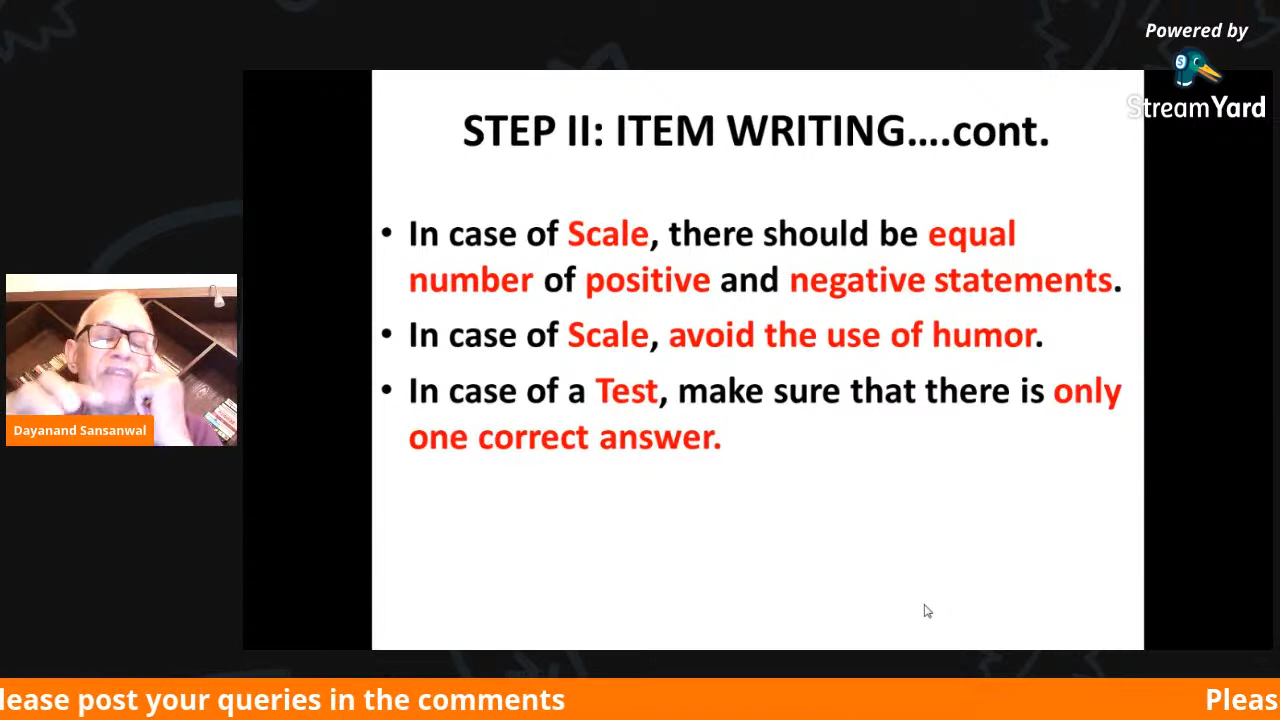 Powered by
StreamYard
STEP II: ITEM WRITING....cont.
• In case of Scale, there should be equal
number of positive and negative statements.
• In case of Scale, avoid the use of humor.
• In case of a Test, make sure that there is only
one correct answer.
Dayanand Sansanwal
lease post your queries in the comments
Pleas